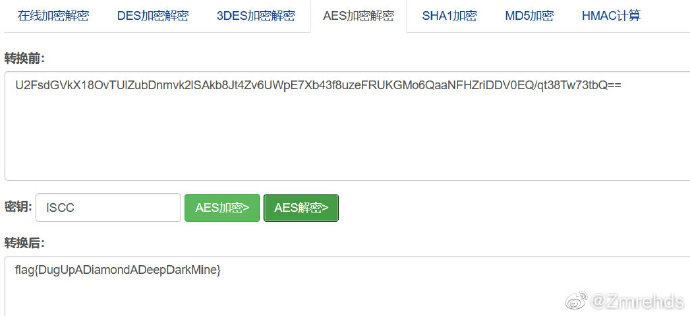 在线加密解密 DES加密解密 3DES加密解密 AES加密解密 SHA1加密 MD5加密 HMAC计算
转换前:
U2FsdGVkX18OvTUlZubDnmvk2lSAkb8Jt4Zv6UWpE7Xb43f8uzeFRUKGMo6QaaNFHZriDDV0EQ/qt38Tw73tbQ==
密钥: ISCC AES加密> AES解密>
转换后:
flag{DugUpADiamondADeepDarkMine}
@Zmrehds